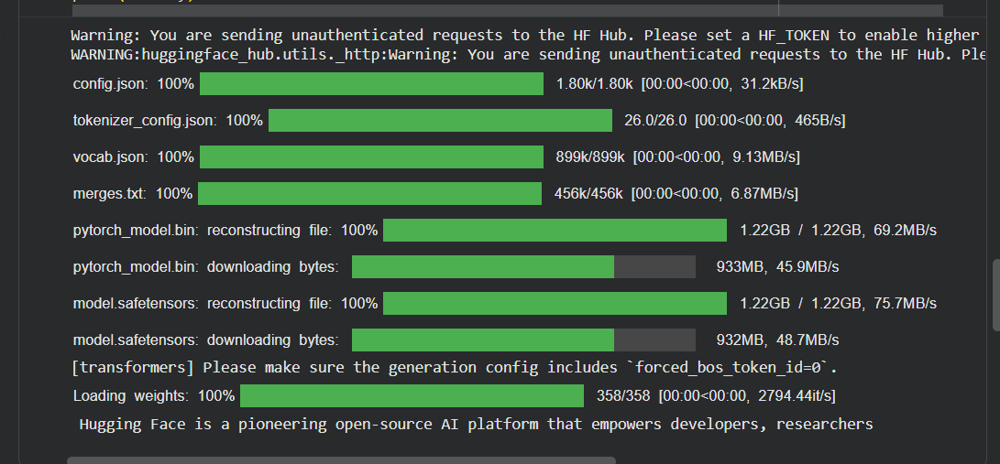 Warning: You are sending unauthenticated requests to the HF Hub. Please set a HF_TOKEN to enable higher
WARNING:huggingface_hub.utils._http:Warning: You are sending unauthenticated requests to the HF Hub.
config.json: 100% 1.80k/1.80k [00:00<00:00, 31.2kB/s]
tokenizer_config.json: 100% 26.0/26.0 [00:00<00:00, 465B/s]
vocab.json: 100% 899k/899k [00:00<00:00, 9.13MB/s]
merges.txt: 100% 456k/456k [00:00<00:00, 6.87MB/s]
pytorch_model.bin: reconstructing file: 100% 1.22GB / 1.22GB, 69.2MB/s
pytorch_model.bin: downloading bytes: 933MB, 45.9MB/s
model.safetensors: reconstructing file: 100% 1.22GB / 1.22GB, 75.7MB/s
model.safetensors: downloading bytes: 932MB, 48.7MB/s
[transformers] Please make sure the generation config includes `forced_bos_token_id=0`.
Loading weights: 100% 358/358 [00:00<00:00, 2794.44it/s]
Hugging Face is a pioneering open-source AI platform that empowers developers, researchers